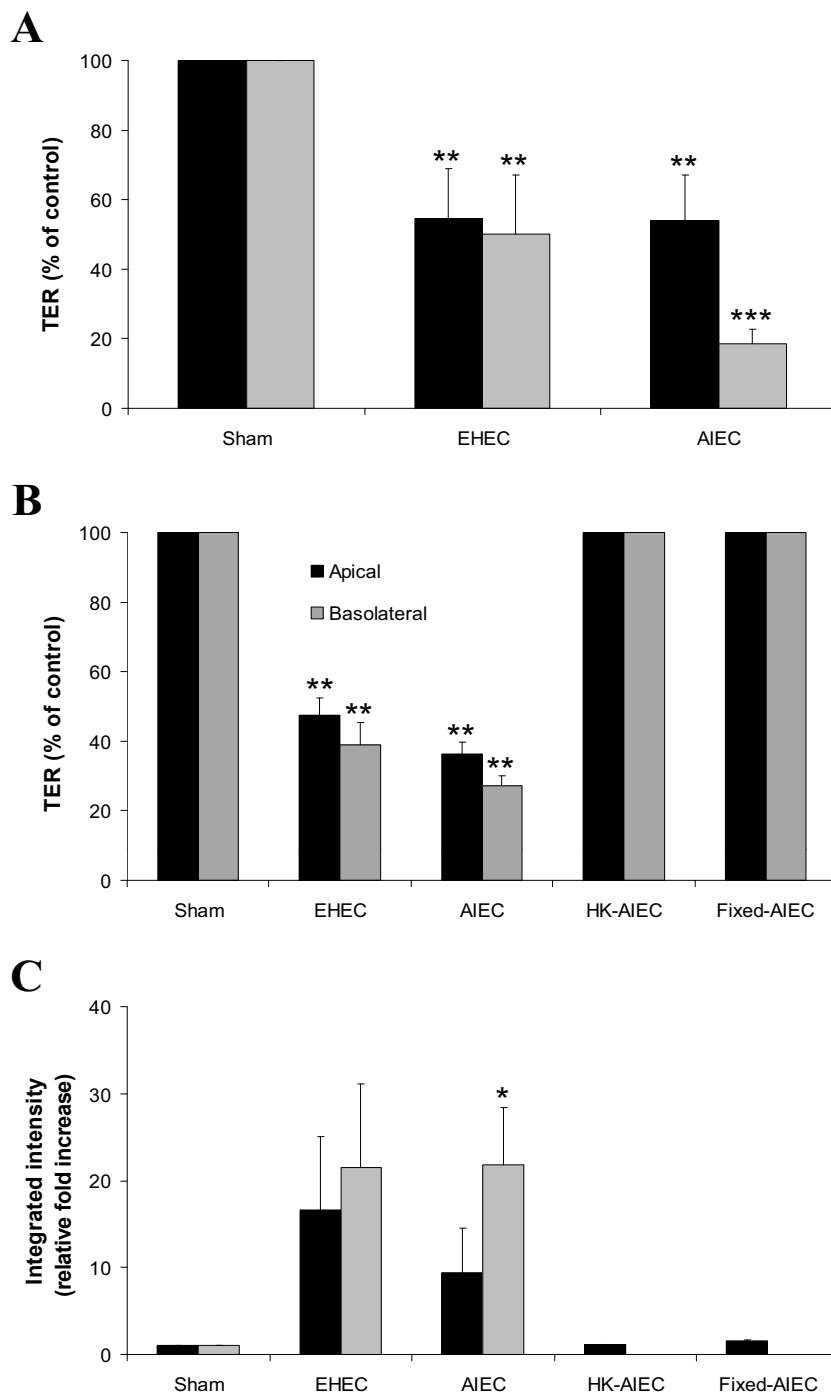 A
TER (% of control)
100
80
60
40
20
0
** ** ** ***
Sham EHEC AIEC
B
TER (% of control)
100
80
60
40
20
0
Apical
Basolateral
** ** ** **
Sham EHEC AIEC HK-AIEC Fixed-AIEC
C
Integrated intensity
(relative fold increase)
40
30
20
10
0
*
Sham EHEC AIEC HK-AIEC Fixed-AIEC